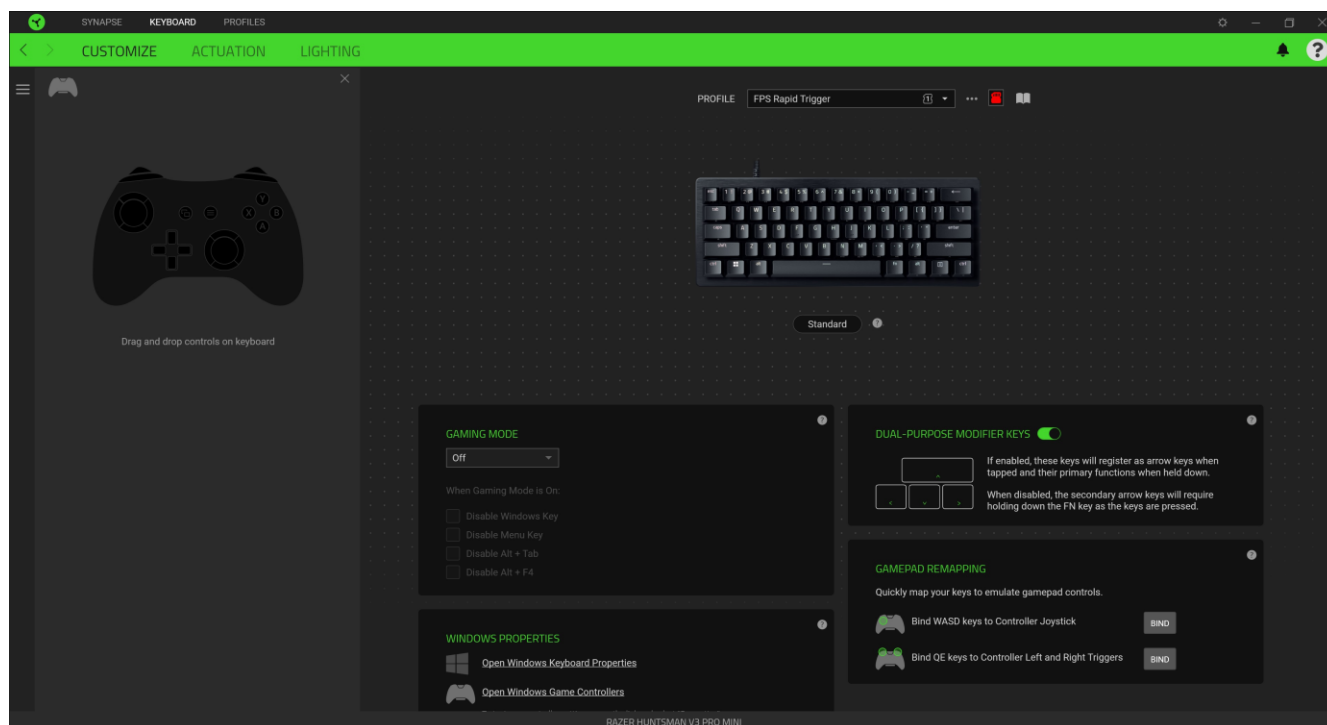 SYNAPSE KEYBOARD PROFILES
CUSTOMIZE ACTUATION LIGHTING
?
PROFILE FPS Rapid Trigger 1
Y
X B
A
Drag and drop controls on keyboard
Standard ?
GAMING MODE ?
Off
When Gaming Mode is On:
Disable Windows Key
Disable Menu Key
Disable Alt + Tab
Disable Alt + F4
WINDOWS PROPERTIES ?
Open Windows Keyboard Properties
Open Windows Game Controllers
DUAL-PURPOSE MODIFIER KEYS ?
If enabled, these keys will register as arrow keys when
tapped and their primary functions when held down.
When disabled, the secondary arrow keys will require
holding down the FN key as the keys are pressed.
GAMEPAD REMAPPING ?
Quickly map your keys to emulate gamepad controls.
Bind WASD keys to Controller Joystick BIND
Bind QE keys to Controller Left and Right Triggers BIND
RAZER HUNTSMAN V3 PRO MINI